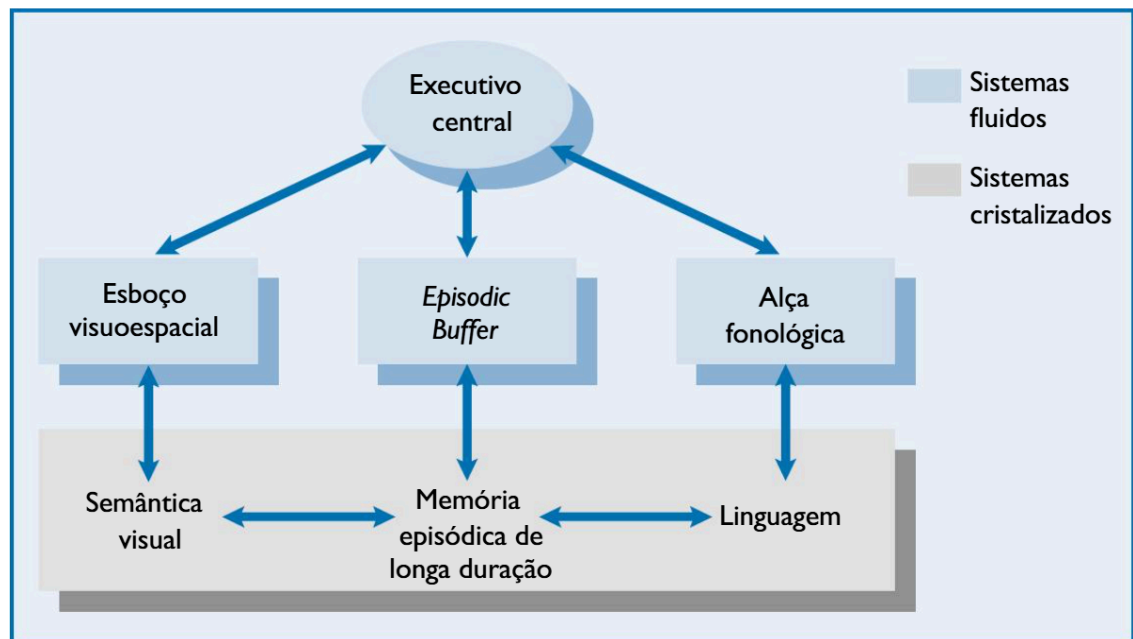 Executivo
central
Sistemas
fluidos
Sistemas
cristalizados
Esboço
visuoespacial
Episodic
Buffer
Alça
fonológica
Semântica
visual
Memória
episódica de
longa duração
Linguagem